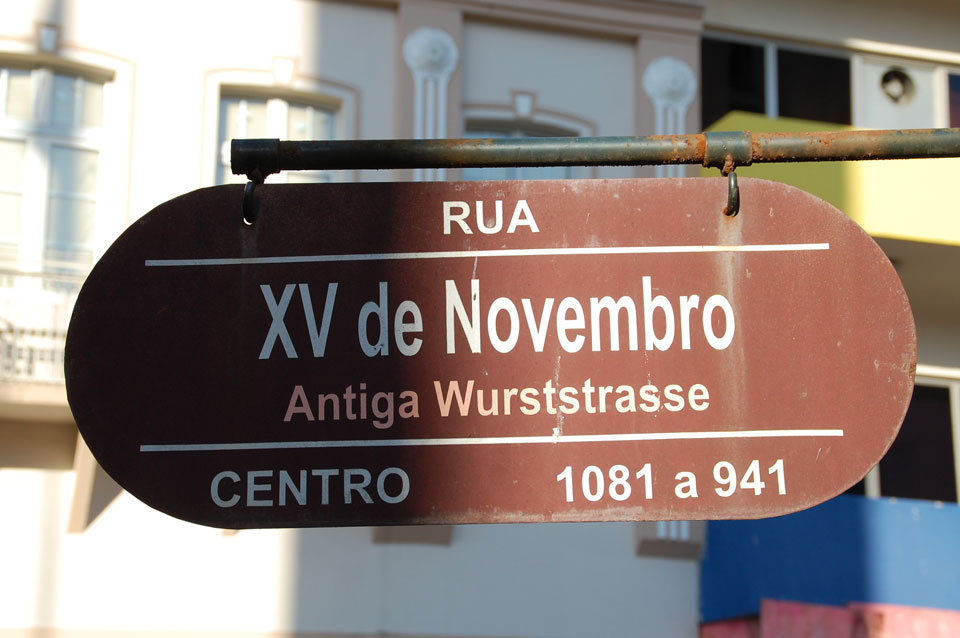 RUA
XV de Novembro
Antiga Wurststrasse
CENTRO 1081 a 941